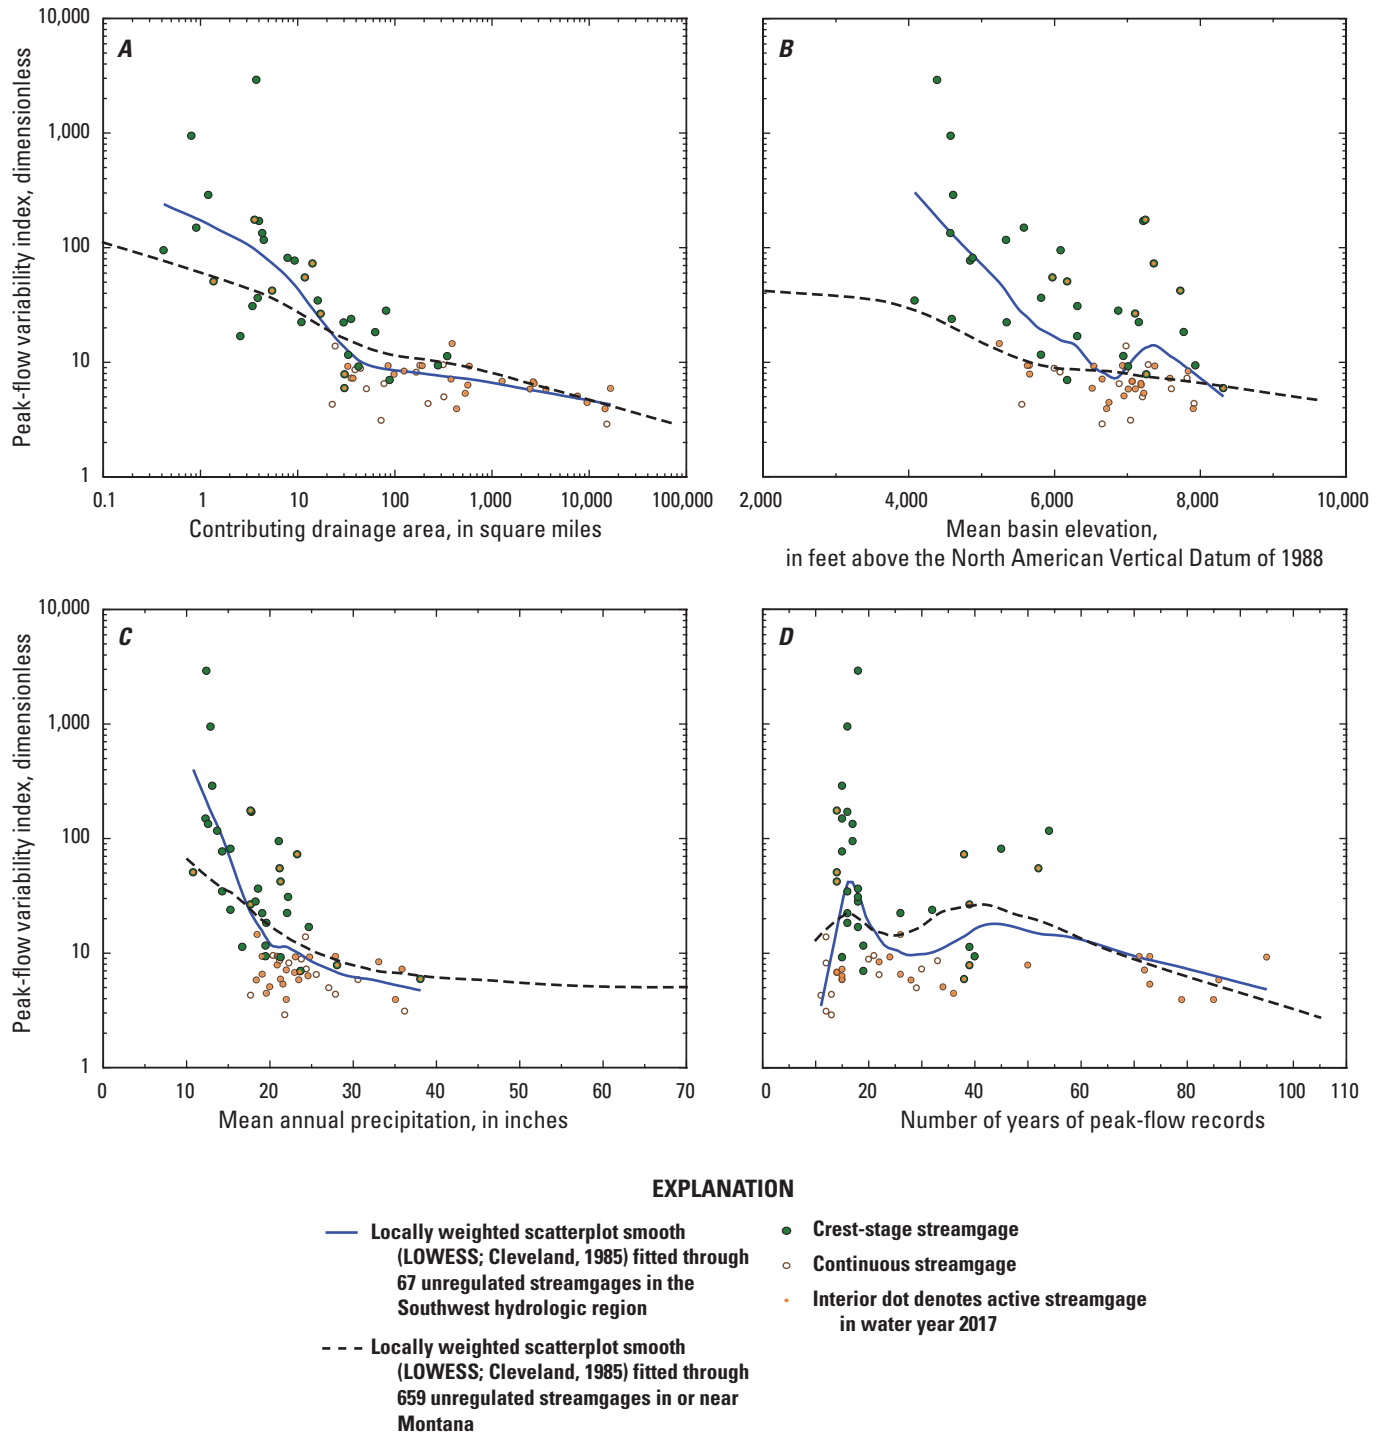 Peak-flow variability index, dimensionless
10,000
1,000
100
10
1
A
0.1
1
10
100
1,000
10,000
100,000
Contributing drainage area, in square miles
B
2,000
4,000
6,000
8,000
10,000
Mean basin elevation,
in feet above the North American Vertical Datum of 1988
Peak-flow variability index, dimensionless
10,000
1,000
100
10
1
C
0
10
20
30
40
50
60
70
Mean annual precipitation, in inches
D
0
20
40
60
80
100
110
Number of years of peak-flow records
EXPLANATION
Locally weighted scatterplot smooth
(LOWESS; Cleveland, 1985) fitted through
67 unregulated streamgages in the
Southwest hydrologic region
Locally weighted scatterplot smooth
(LOWESS; Cleveland, 1985) fitted through
659 unregulated streamgages in or near
Montana
Crest-stage streamgage
Continuous streamgage
Interior dot denotes active streamgage
in water year 2017